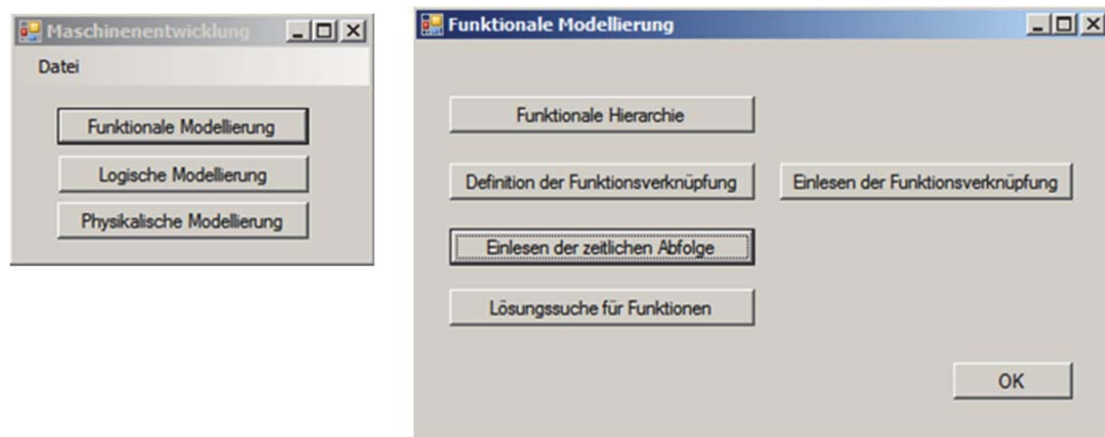 Maschinenentwicklung
Datei
Funktionale Modellierung
Logische Modellierung
Physikalische Modellierung
Funktionale Modellierung
Funktionale Hierarchie
Definition der Funktionsverknüpfung
Einlesen der Funktionsverknüpfung
Einlesen der zeitlichen Abfolge
Lösungssuche für Funktionen
OK